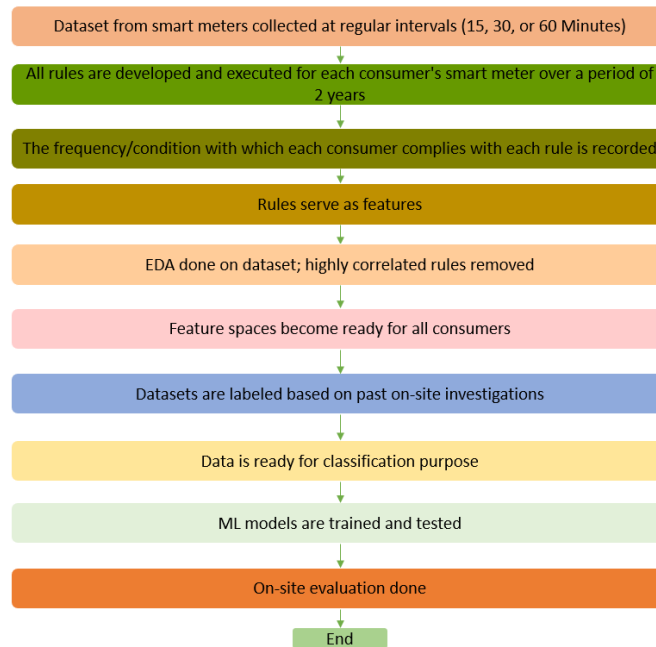 Dataset from smart meters collected at regular intervals (15, 30, or 60 Minutes)
All rules are developed and executed for each consumer's smart meter over a period of
2 years
The frequency/condition with which each consumer complies with each rule is recorded
Rules serve as features
EDA done on dataset; highly correlated rules removed
Feature spaces become ready for all consumers
Datasets are labeled based on past on-site investigations
Data is ready for classification purpose
ML models are trained and tested
On-site evaluation done
End